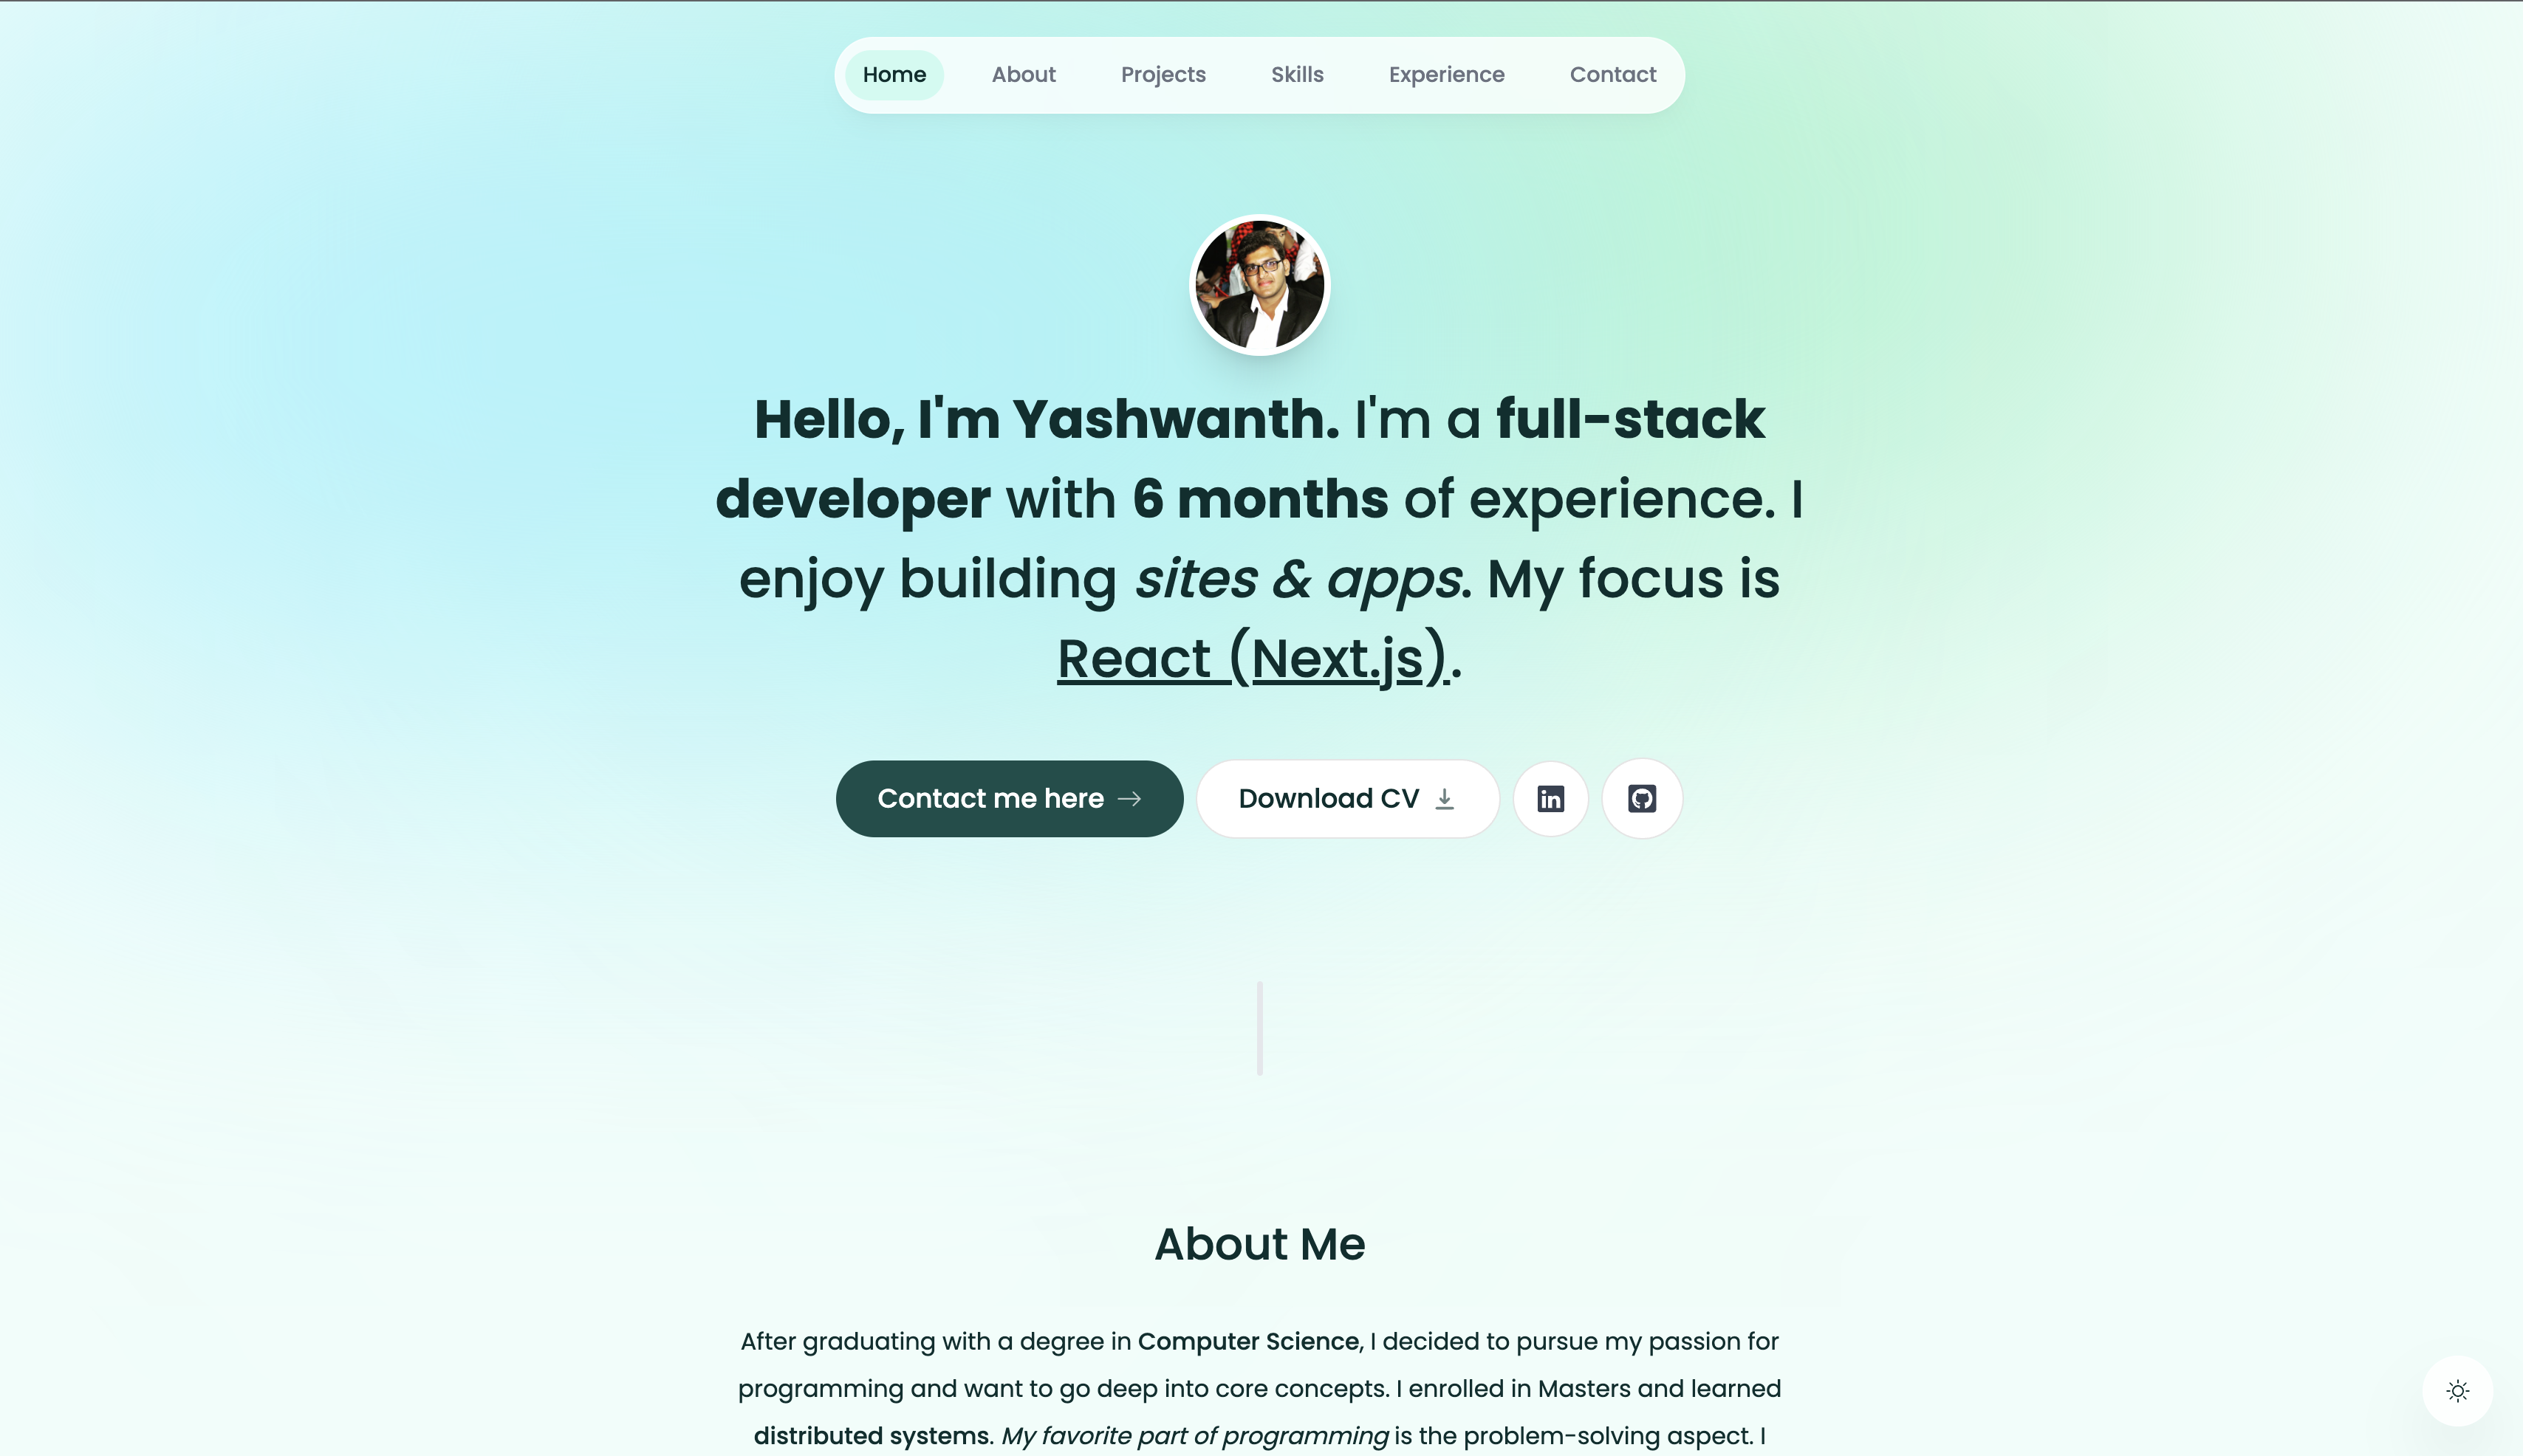 Home About Projects Skills Experience Contact
Hello, I'm Yashwanth. I'm a full-stack
developer with 6 months of experience. I
enjoy building sites & apps. My focus is
React (Next.js).
Contact me here → Download CV in
About Me
After graduating with a degree in Computer Science, I decided to pursue my passion for
programming and want to go deep into core concepts. I enrolled in Masters and learned
distributed systems. My favorite part of programming is the problem-solving aspect. I